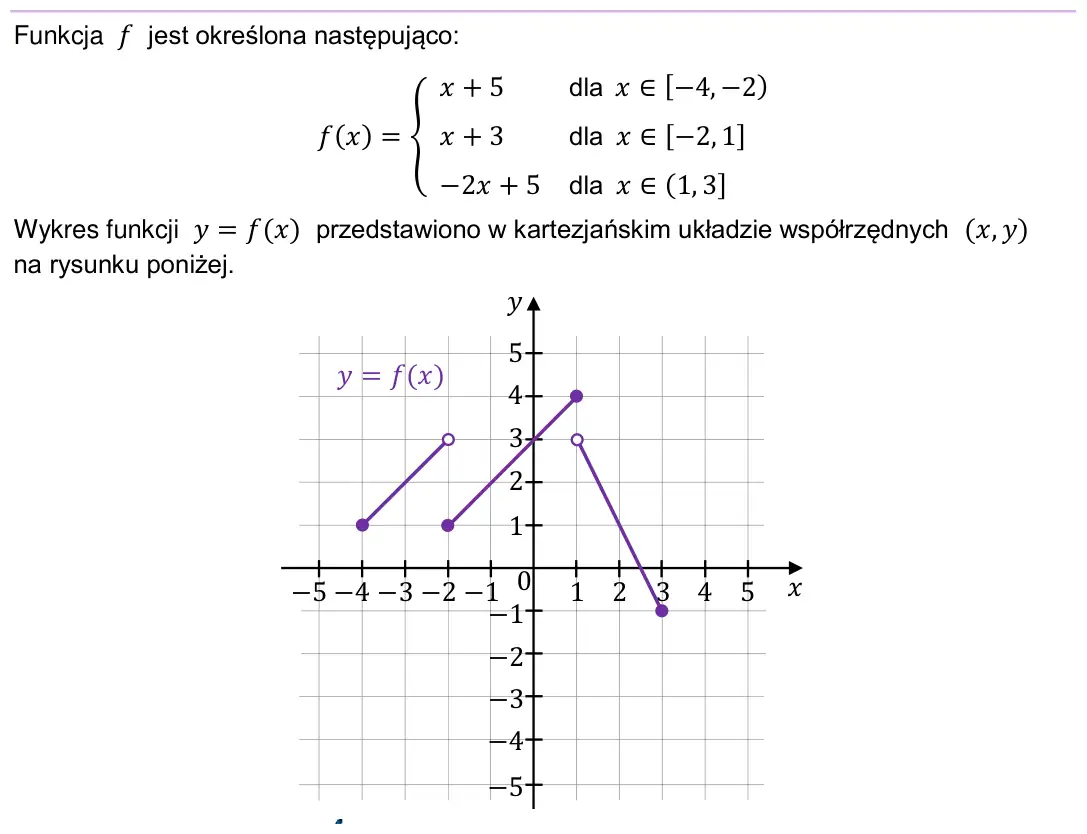 Funkcja f jest określona następująco:
x + 5 dla x ∈ [−4, −2)
f(x) = { x + 3 dla x ∈ [−2, 1]
−2x + 5 dla x ∈ (1, 3]
Wykres funkcji y = f(x) przedstawiono w kartezjańskim układzie współrzędnych (x, y)
na rysunku poniżej.
y
5
y = f(x)
4
3
2
1
0
−5 −4 −3 −2 −1 1 2 3 4 5 x
−1
−2
−3
−4
−5